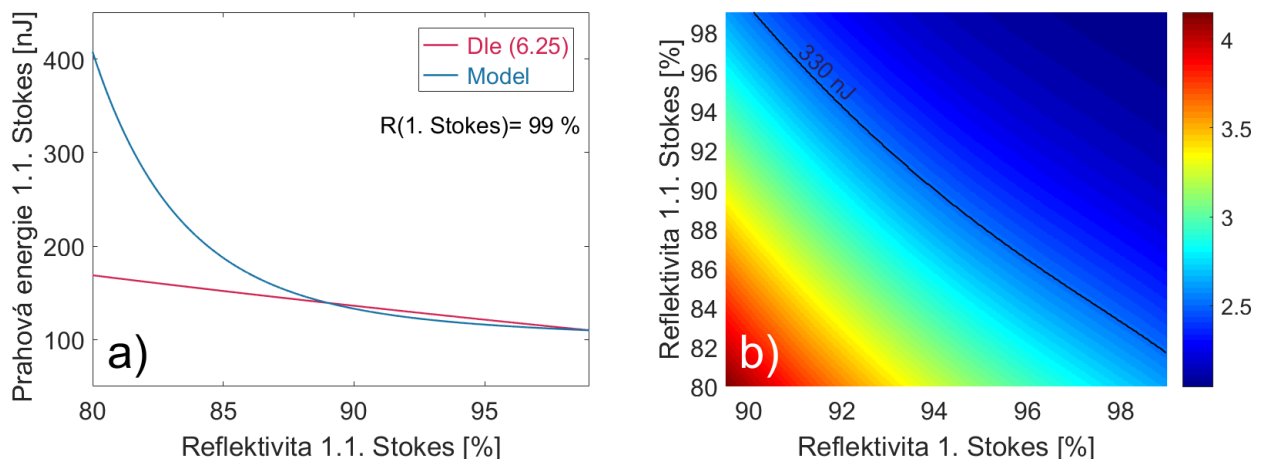 Prahová energie 1.1. Stokes [nJ]
400
300
200
100
80
85
90
95
Reflektivita 1.1. Stokes [%]
Dle (6.25)
Model
R(1. Stokes)= 99 %
a)
Reflektivita 1.1. Stokes [%]
98
96
94
92
90
88
86
84
82
80
90
92
94
96
98
Reflektivita 1. Stokes [%]
330 nJ
b)
4
3.5
3
2.5